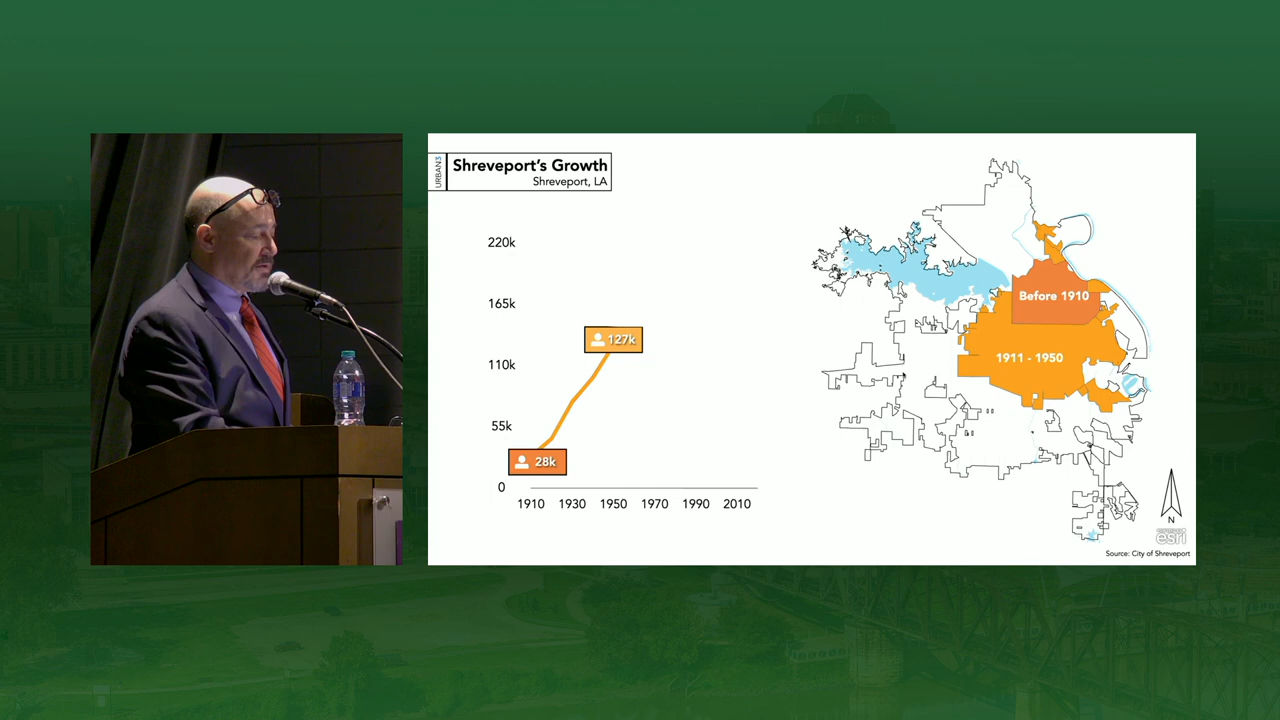 URBAN3
Shreveport's Growth
Shreveport, LA
220k
165k
110k
55k
0
127k
28k
1910 1930 1950 1970 1990 2010
Before 1910
1911 - 1950
N
esri
Source: City of Shreveport